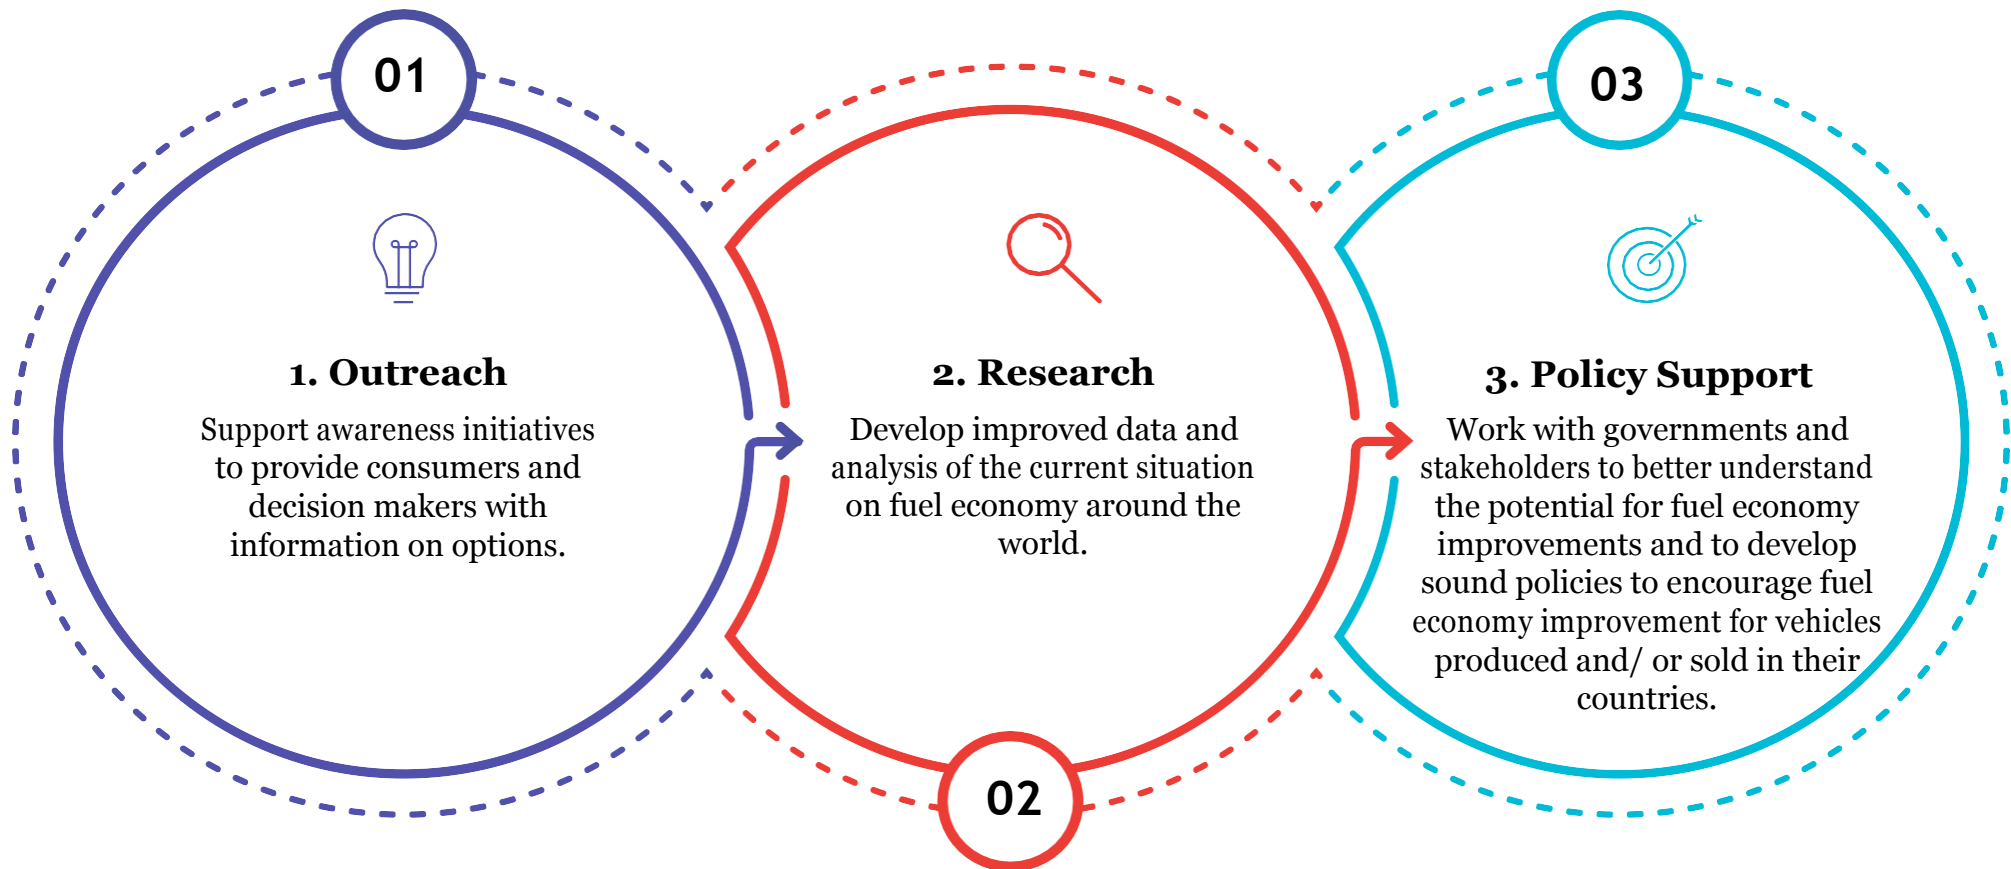 01
1. Outreach
Support awareness initiatives
to provide consumers and
decision makers with
information on options.
2. Research
Develop improved data and
analysis of the current situation
on fuel economy around the
world.
02
03
3. Policy Support
Work with governments and
stakeholders to better understand
the potential for fuel economy
improvements and to develop
sound policies to encourage fuel
economy improvement for vehicles
produced and/ or sold in their
countries.